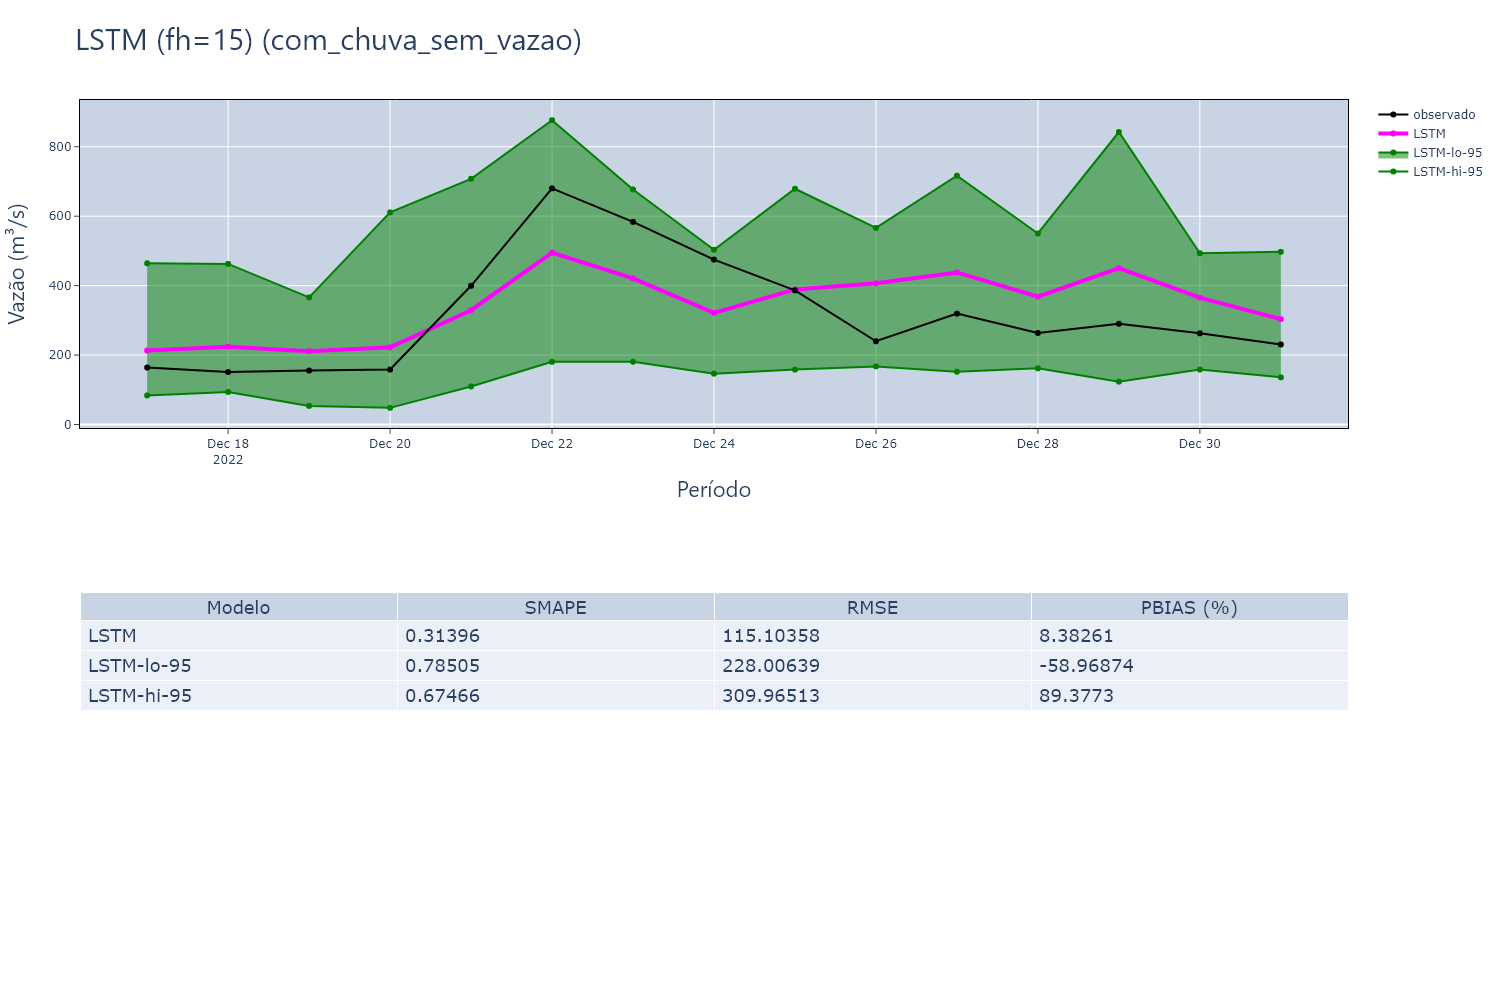 LSTM (fh=15) (com_chuva_sem_vazao)
observado
LSTM
LSTM-lo-95
LSTM-hi-95
Vazão (m³/s)
800
600
400
200
0
Dec 18
2022
Dec 20
Dec 22
Dec 24
Dec 26
Dec 28
Dec 30
Período
Modelo SMAPE RMSE PBIAS (%)
LSTM 0.31396 115.10358 8.38261
LSTM-lo-95 0.78505 228.00639 -58.96874
LSTM-hi-95 0.67466 309.96513 89.3773